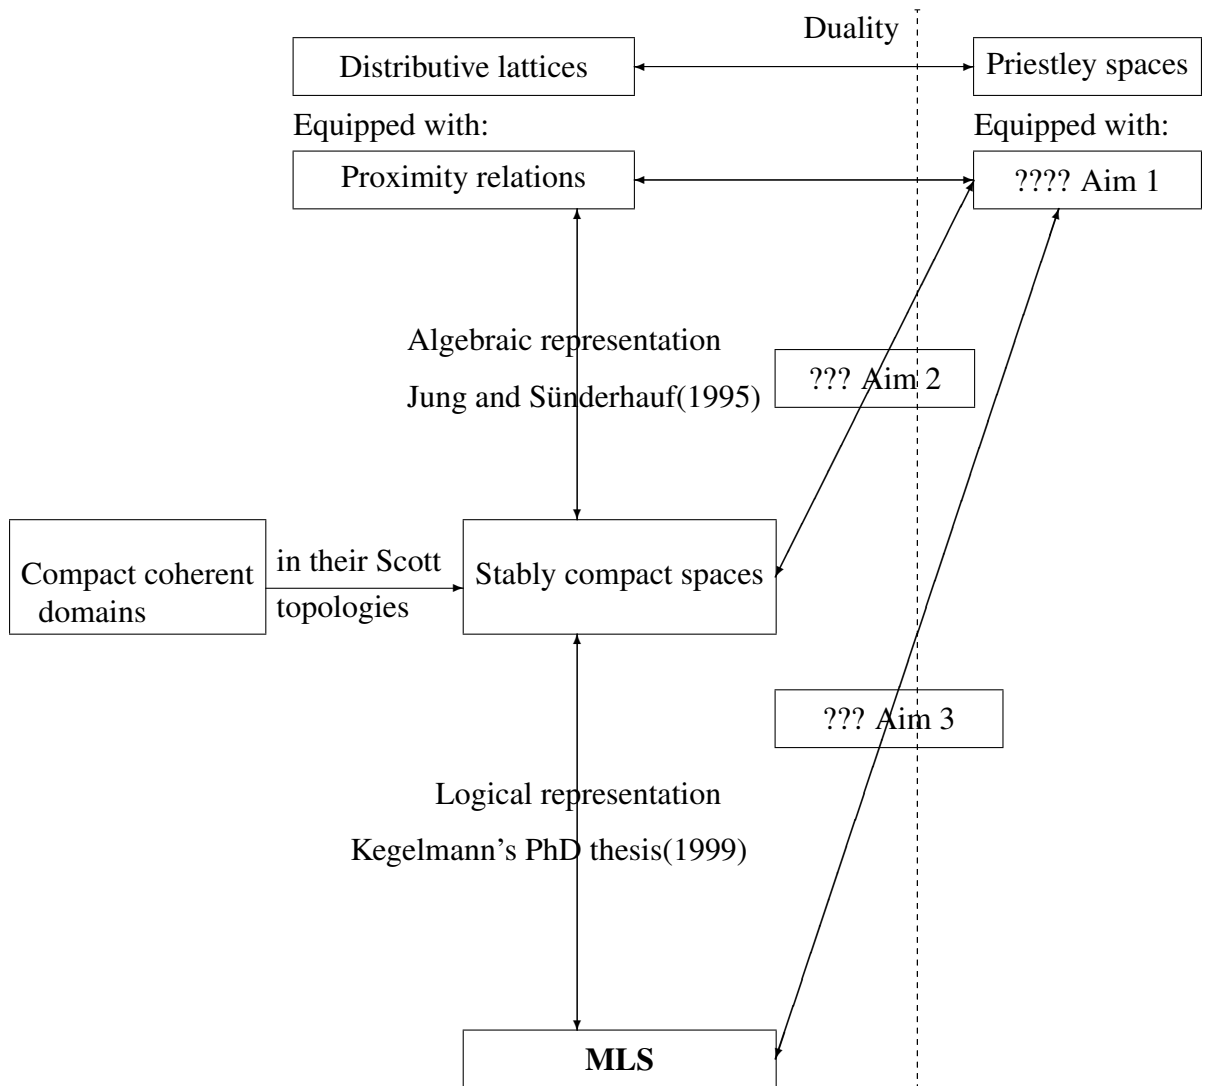 Duality
Distributive lattices
Priestley spaces
Equipped with:
Equipped with:
Proximity relations
???? Aim 1
Algebraic representation
??? Aim 2
Jung and Sünderhauf(1995)
Compact coherent
domains
in their Scott
topologies
Stably compact spaces
??? Aim 3
Logical representation
Kegelmann's PhD thesis(1999)
MLS